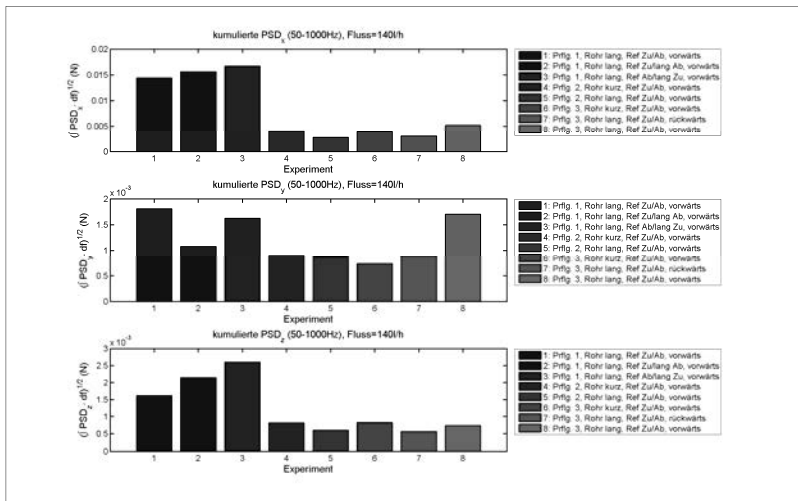 kumulierte PSD_x (50-1000Hz), Fluss=140l/h
0.02
0.015
0.01
0.005
0
(∫ PSD_x· df)^1/2 (N)
1 2 3 4 5 6 7 8
Experiment
1: Prflg. 1, Rohr lang, Ref Zu/Ab, vorwärts
2: Prflg. 1, Rohr lang, Ref Zu/lang Ab, vorwärts
3: Prflg. 1, Rohr lang, Ref Ab/lang Zu, vorwärts
4: Prflg. 2, Rohr kurz, Ref Zu/Ab, vorwärts
5: Prflg. 2, Rohr lang, Ref Zu/Ab, vorwärts
6: Prflg. 3, Rohr kurz, Ref Zu/Ab, vorwärts
7: Prflg. 3, Rohr lang, Ref Zu/Ab, rückwärts
8: Prflg. 3, Rohr lang, Ref Zu/Ab, vorwärts
kumulierte PSD_y (50-1000Hz), Fluss=140l/h
x 10^-3
2
1.5
1
0.5
0
(∫ PSD_y· df)^1/2 (N)
1 2 3 4 5 6 7 8
Experiment
1: Prflg. 1, Rohr lang, Ref Zu/Ab, vorwärts
2: Prflg. 1, Rohr lang, Ref Zu/lang Ab, vorwärts
3: Prflg. 1, Rohr lang, Ref Ab/lang Zu, vorwärts
4: Prflg. 2, Rohr kurz, Ref Zu/Ab, vorwärts
5: Prflg. 2, Rohr lang, Ref Zu/Ab, vorwärts
6: Prflg. 3, Rohr kurz, Ref Zu/Ab, vorwärts
7: Prflg. 3, Rohr lang, Ref Zu/Ab, rückwärts
8: Prflg. 3, Rohr lang, Ref Zu/Ab, vorwärts
kumulierte PSD_z (50-1000Hz), Fluss=140l/h
x 10^-3
3
2.5
2
1.5
1
0.5
0
(∫ PSD_z· df)^1/2 (N)
1 2 3 4 5 6 7 8
Experiment
1: Prflg. 1, Rohr lang, Ref Zu/Ab, vorwärts
2: Prflg. 1, Rohr lang, Ref Zu/lang Ab, vorwärts
3: Prflg. 1, Rohr lang, Ref Ab/lang Zu, vorwärts
4: Prflg. 2, Rohr kurz, Ref Zu/Ab, vorwärts
5: Prflg. 2, Rohr lang, Ref Zu/Ab, vorwärts
6: Prflg. 3, Rohr kurz, Ref Zu/Ab, vorwärts
7: Prflg. 3, Rohr lang, Ref Zu/Ab, rückwärts
8: Prflg. 3, Rohr lang, Ref Zu/Ab, vorwärts